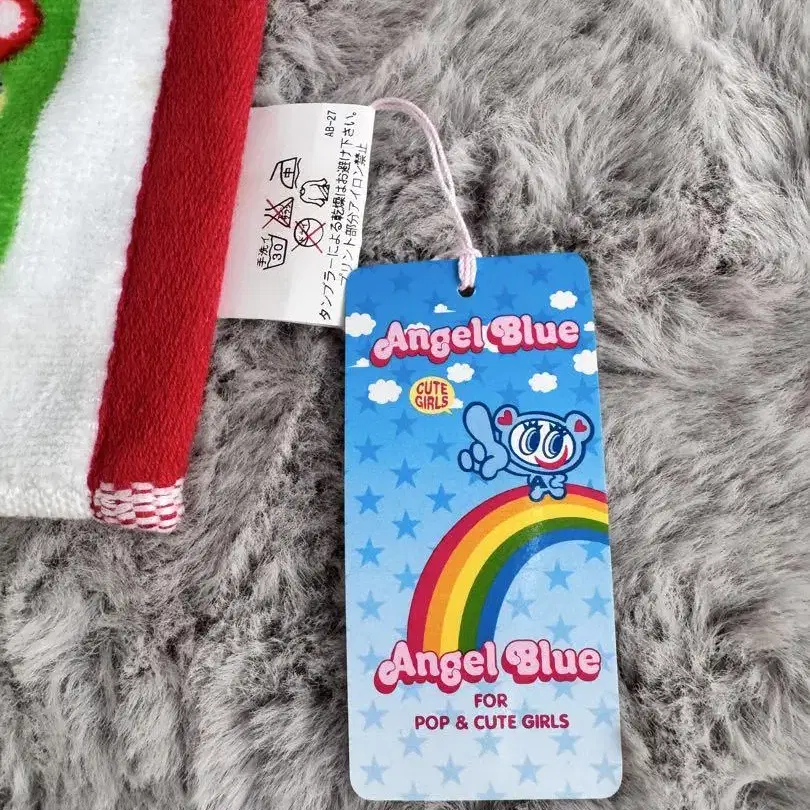 AB-27
手洗イ
30
中
タンブラーによる乾燥はお避け下さい。
プリント部分アイロン禁止
Angel Blue
CUTE
GIRLS
Angel Blue
FOR
POP & CUTE GIRLS